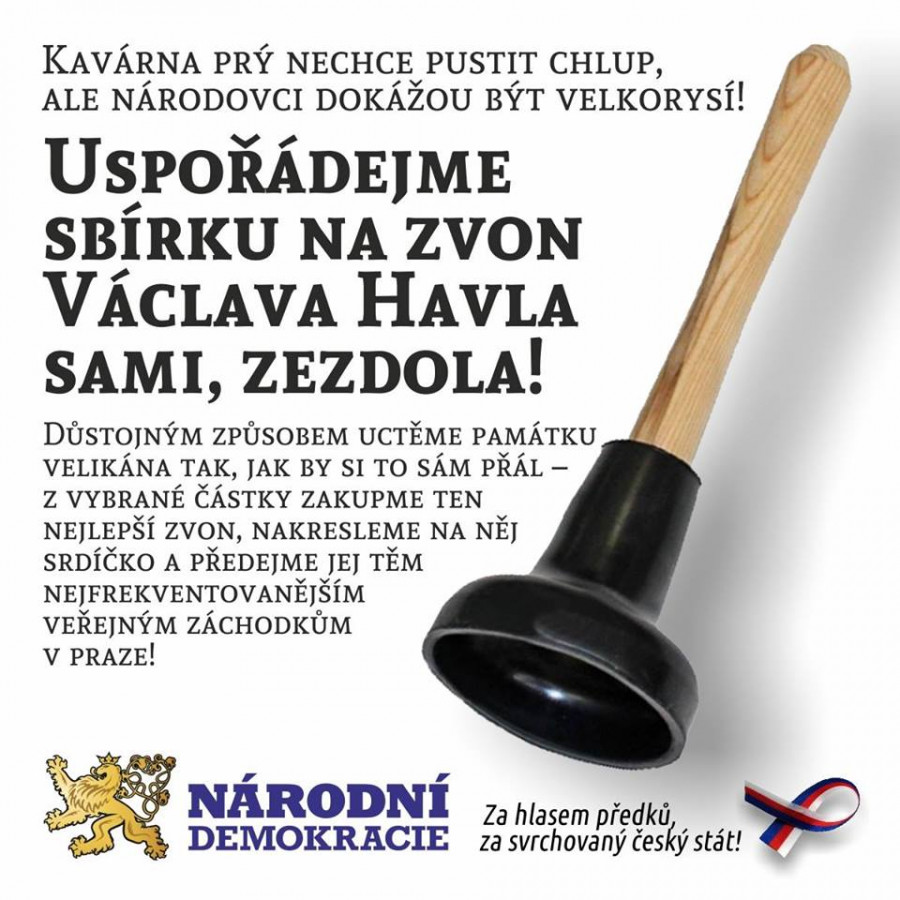 Kavárna prý nechce pustit chlup,
ale národovci dokážou být velkorysí!
Uspořádejme
sbírku na zvon
Václava Havla
sami, zezdola!
Důstojným způsobem uctěme památku
velikána tak, jak by si to sám přál –
z vybrané částky zakupme ten
nejlepší zvon, nakresleme na něj
srdíčko a předejme jej těm
nejfrekventovanějším
veřejným záchodkům
v Praze!
NÁRODNÍ
DEMOKRACIE
Za hlasem předků,
za svrchovaný český stát!